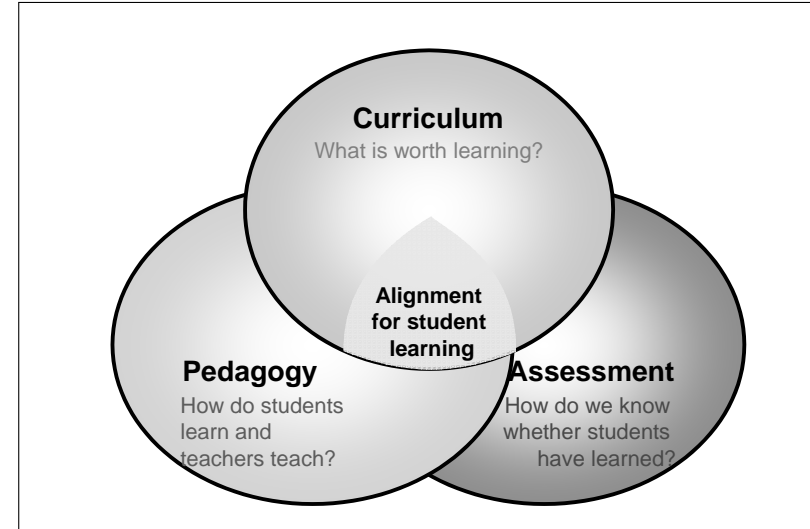 Curriculum
What is worth learning?
Alignment
for student
learning
Pedagogy
How do students
learn and
teachers teach?
Assessment
How do we know
whether students
have learned?